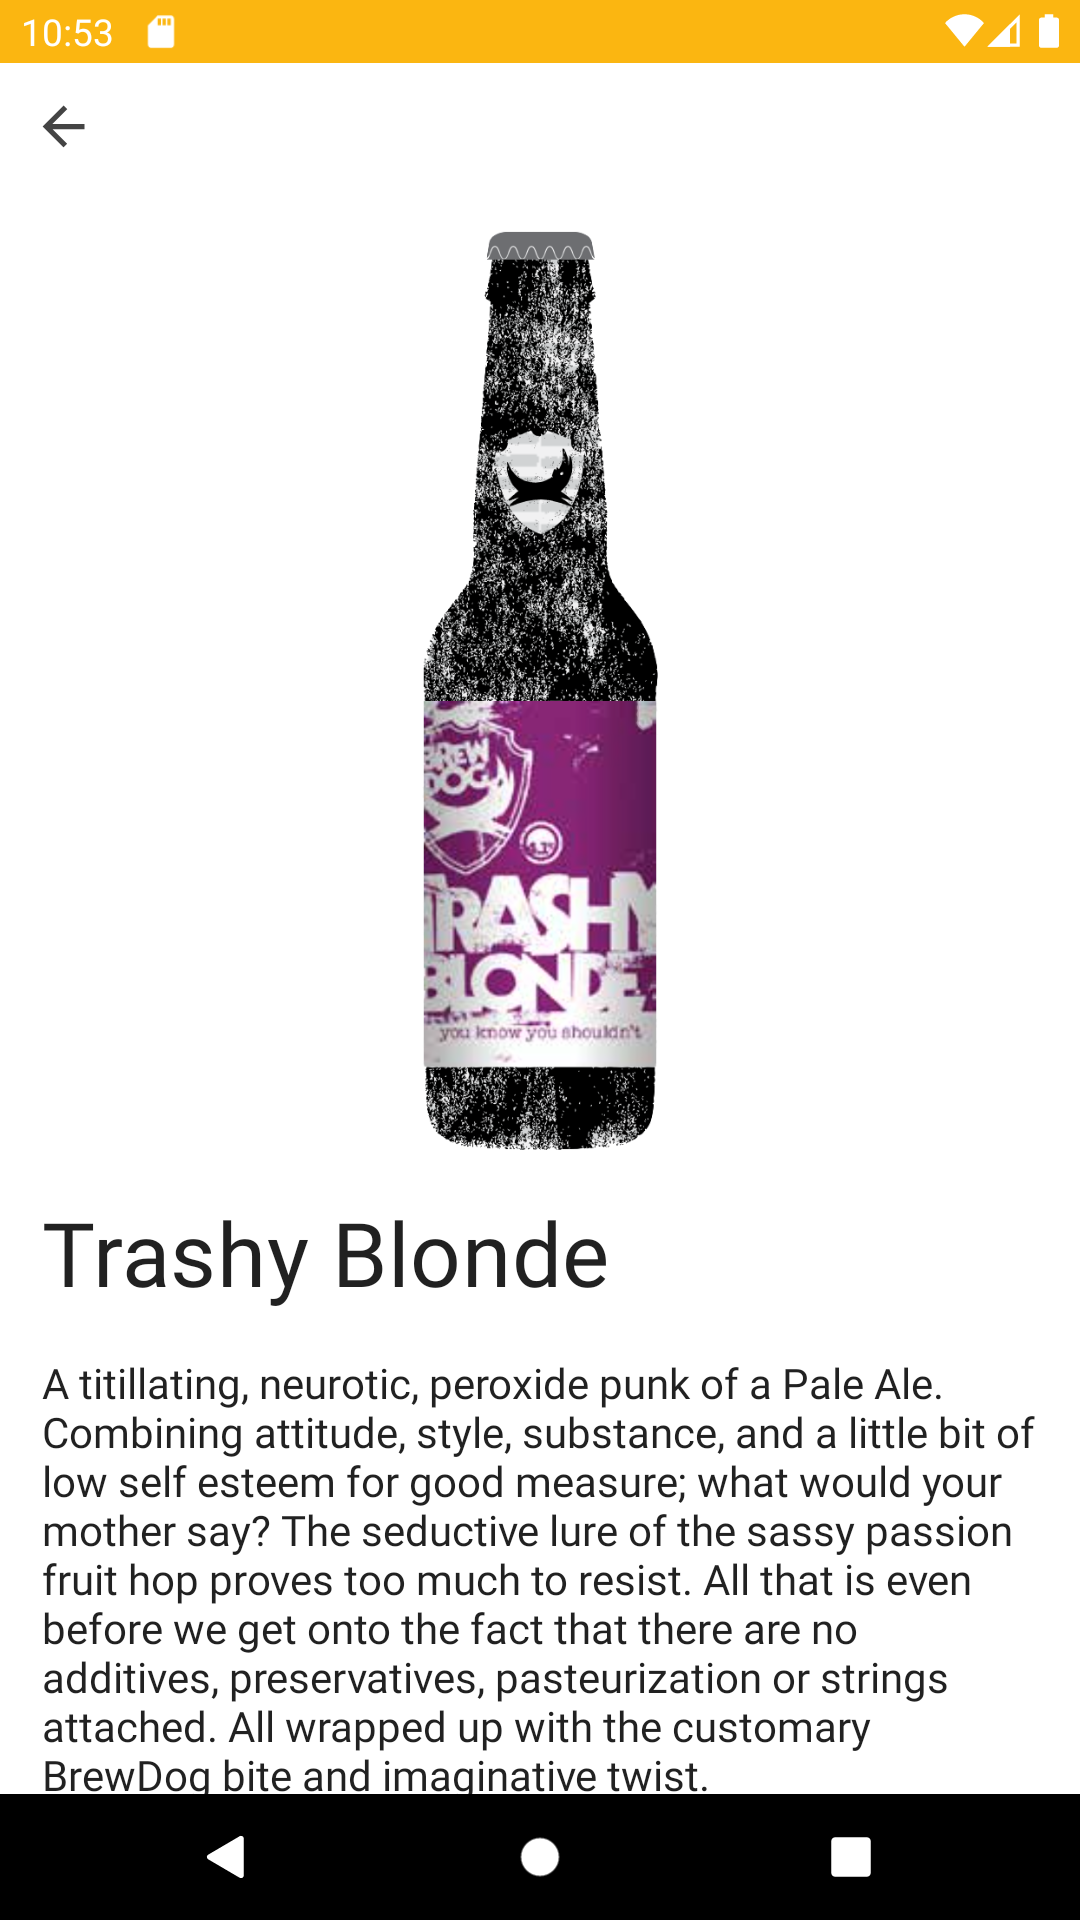 10:53
BREW
DOG
TRASHY
BLONDE
you know you shouldn't
Trashy Blonde
A titillating, neurotic, peroxide punk of a Pale Ale.
Combining attitude, style, substance, and a little bit of
low self esteem for good measure; what would your
mother say? The seductive lure of the sassy passion
fruit hop proves too much to resist. All that is even
before we get onto the fact that there are no
additives, preservatives, pasteurization or strings
attached. All wrapped up with the customary
BrewDog bite and imaginative twist.